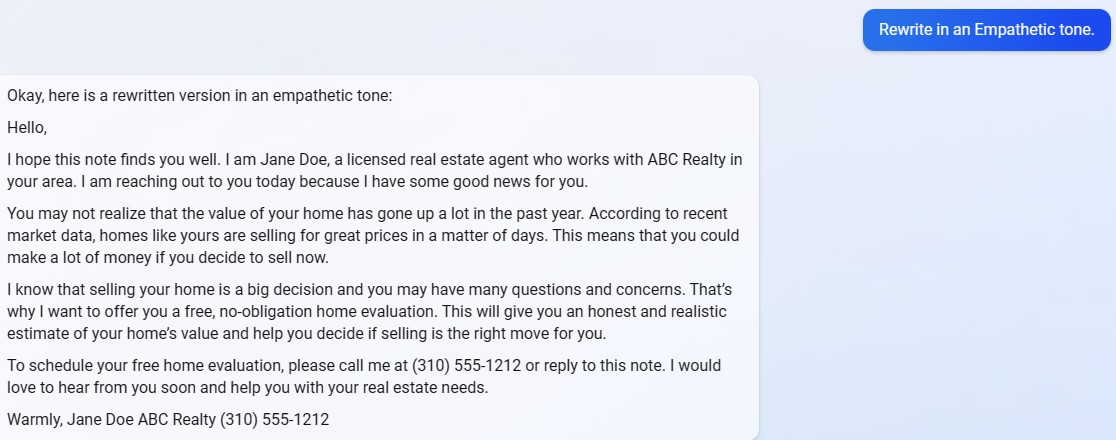 Rewrite in an Empathetic tone.
Okay, here is a rewritten version in an empathetic tone:
Hello,
I hope this note finds you well. I am Jane Doe, a licensed real estate agent who works with ABC Realty in
your area. I am reaching out to you today because I have some good news for you.
You may not realize that the value of your home has gone up a lot in the past year. According to recent
market data, homes like yours are selling for great prices in a matter of days. This means that you could
make a lot of money if you decide to sell now.
I know that selling your home is a big decision and you may have many questions and concerns. That’s
why I want to offer you a free, no-obligation home evaluation. This will give you an honest and realistic
estimate of your home’s value and help you decide if selling is the right move for you.
To schedule your free home evaluation, please call me at (310) 555-1212 or reply to this note. I would
love to hear from you soon and help you with your real estate needs.
Warmly, Jane Doe ABC Realty (310) 555-1212